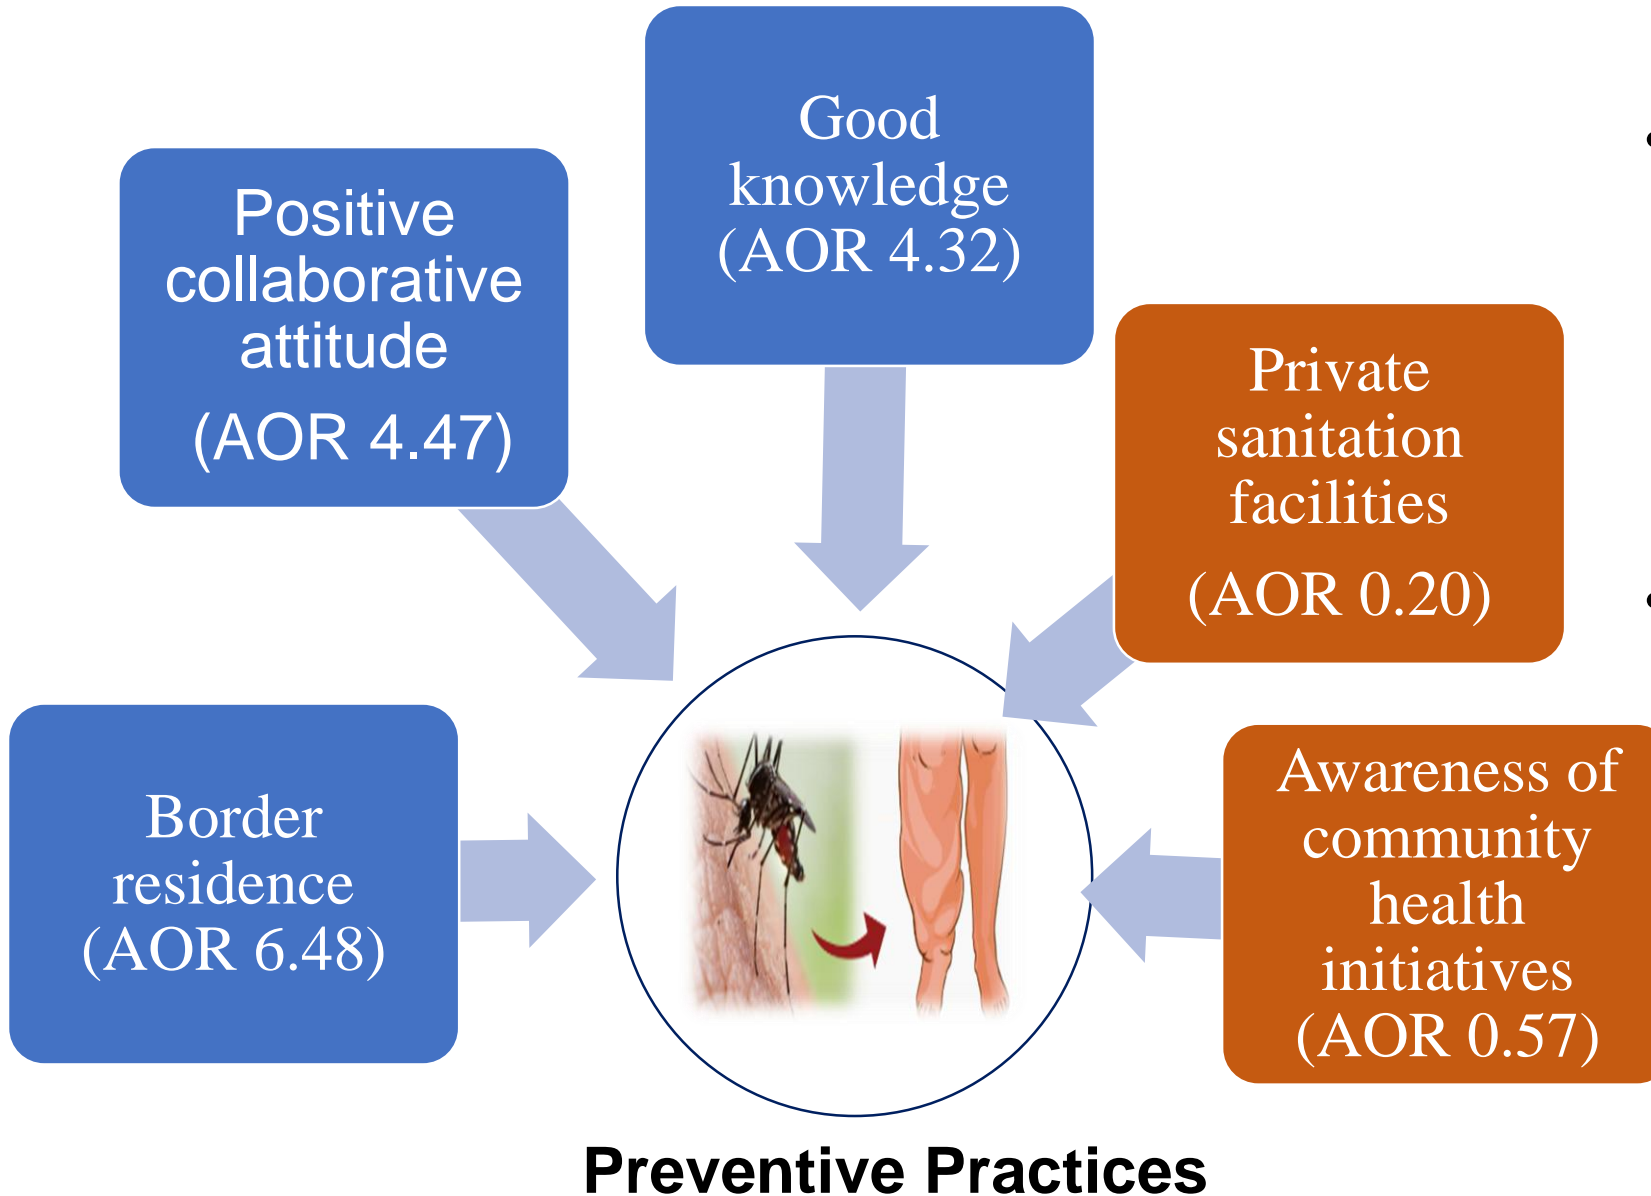 Good
knowledge
(AOR 4.32)
Positive
collaborative
attitude
(AOR 4.47)
Private
sanitation
facilities
(AOR 0.20)
Border
residence
(AOR 6.48)
Awareness of
community
health
initiatives
(AOR 0.57)
Preventive Practices